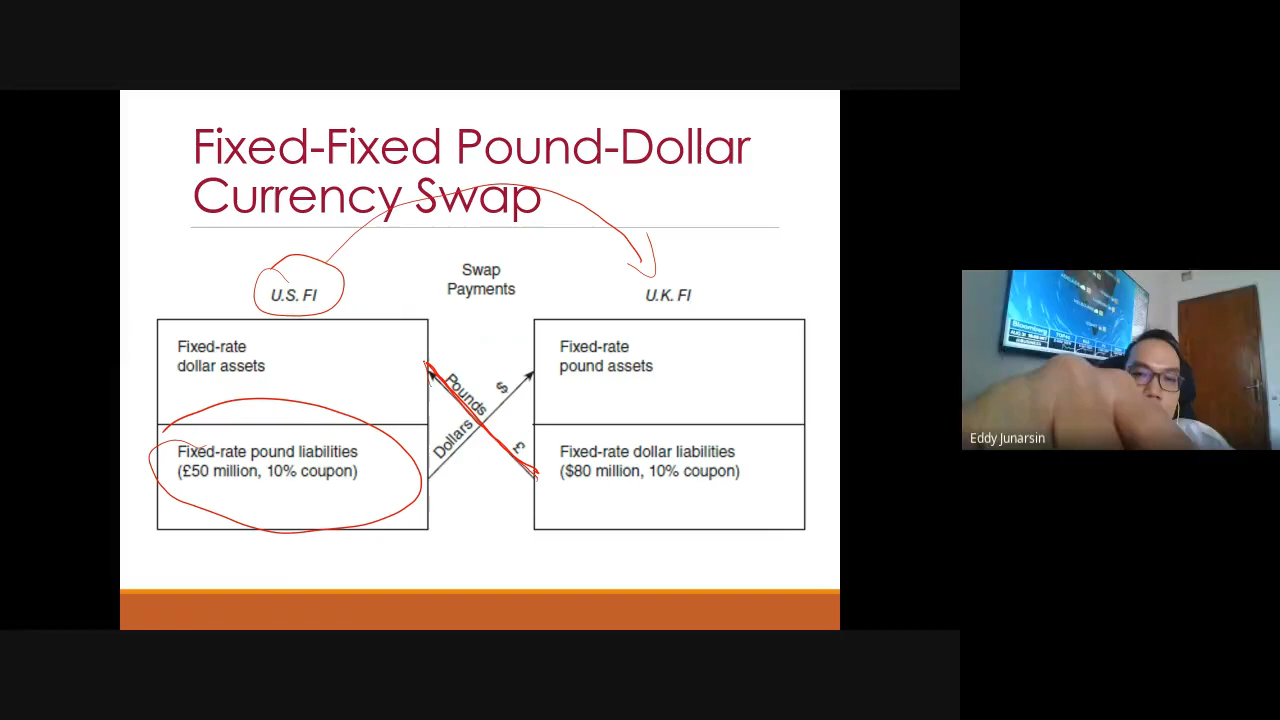 Fixed-Fixed Pound-Dollar
Currency Swap
U.S. FI
Swap
Payments
U.K. FI
Fixed-rate
dollar assets
Fixed-rate pound liabilities
(£50 million, 10% coupon)
Pounds
$
Dollars
£
Fixed-rate
pound assets
Fixed-rate dollar liabilities
($80 million, 10% coupon)
Bloomberg
Eddy Junarsin